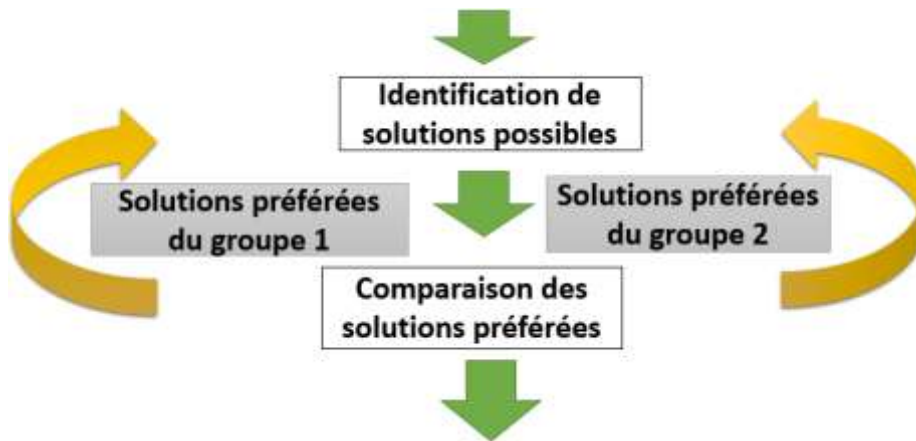 Identification de
solutions possibles
Solutions préférées
du groupe 1
Solutions préférées
du groupe 2
Comparaison des
solutions préférées